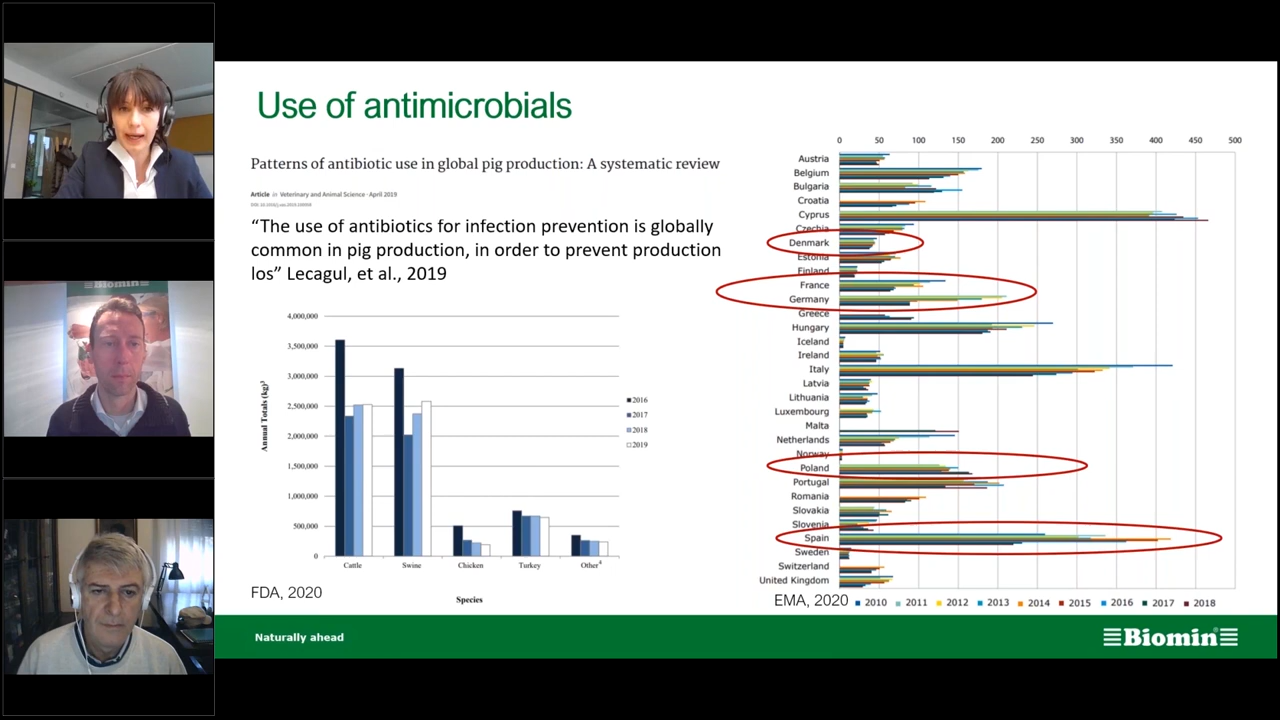 Use of antimicrobials
Patterns of antibiotic use in global pig production: A systematic review
Article in Veterinary and Animal Science · April 2019
“The use of antibiotics for infection prevention is globally
common in pig production, in order to prevent production
los” Lecagul, et al., 2019
4,000,000
3,500,000
3,000,000
2,500,000
2,000,000
1,500,000
1,000,000
500,000
0
Annual Totals (kg)³
Cattle Swine Chicken Turkey Other⁴
Species
2016
2017
2018
2019
FDA, 2020
0 50 100 150 200 250 300 350 400 450 500
Austria
Belgium
Bulgaria
Croatia
Cyprus
Czechia
Denmark
Estonia
Finland
France
Germany
Greece
Hungary
Iceland
Ireland
Italy
Latvia
Lithuania
Luxembourg
Malta
Netherlands
Norway
Poland
Portugal
Romania
Slovakia
Slovenia
Spain
Sweden
Switzerland
United Kingdom
EMA, 2020
2010 2011 2012 2013 2014 2015 2016 2017 2018
Naturally ahead
Biomin®